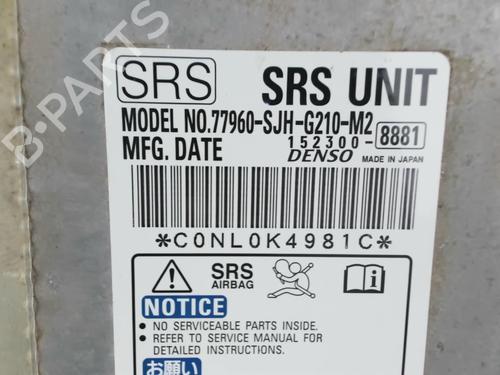 B-PARTS
SRS SRS UNIT
MODEL NO.77960-SJH-G210-M2
MFG. DATE 152300-8881
DENSO MADE IN JAPAN
*C0NL0K4981C*
SRS
AIRBAG
NOTICE
• NO SERVICEABLE PARTS INSIDE.
• REFER TO SERVICE MANUAL FOR
DETAILED INSTRUCTIONS.
お願い